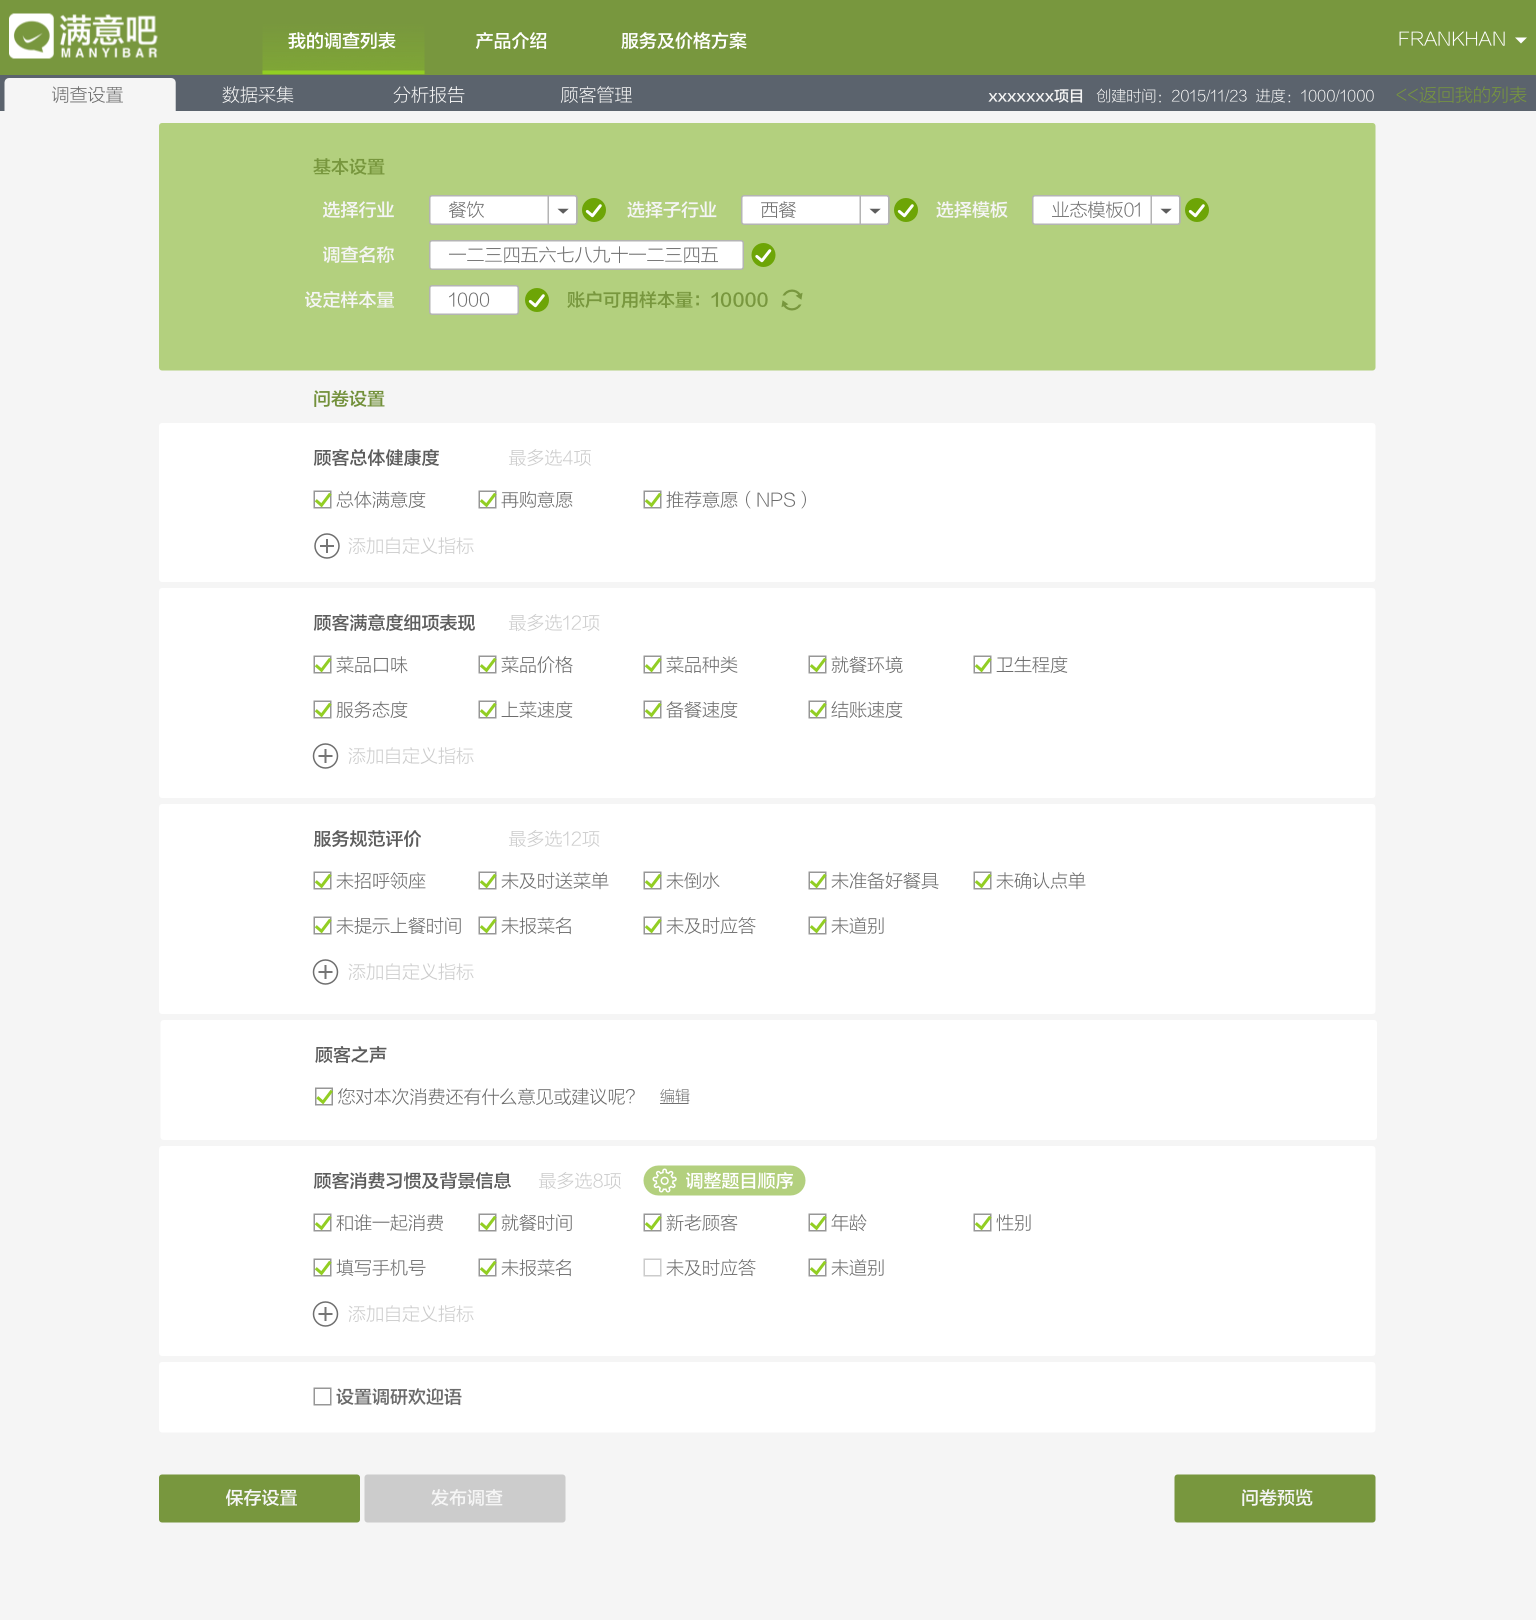 满意吧
MANYIBAR
我的调查列表 产品介绍 服务及价格方案 FRANKHAN
调查设置 数据采集 分析报告 顾客管理 xxxxxxx项目 创建时间：2015/11/23 进度：1000/1000 <<返回我的列表
基本设置
选择行业 餐饮 选择子行业 西餐 选择模板 业态模板01
调查名称 一二三四五六七八九十一二三四五
设定样本量 1000 账户可用样本量：10000
问卷设置
顾客总体健康度 最多选4项
总体满意度 再购意愿 推荐意愿（NPS）
添加自定义指标
顾客满意度细项表现 最多选12项
菜品口味 菜品价格 菜品种类 就餐环境 卫生程度
服务态度 上菜速度 备餐速度 结账速度
添加自定义指标
服务规范评价 最多选12项
未招呼领座 未及时送菜单 未倒水 未准备好餐具 未确认点单
未提示上餐时间 未报菜名 未及时应答 未道别
添加自定义指标
顾客之声
您对本次消费还有什么意见或建议呢？ 编辑
顾客消费习惯及背景信息 最多选8项 调整题目顺序
和谁一起消费 就餐时间 新老顾客 年龄 性别
填写手机号 未报菜名 未及时应答 未道别
添加自定义指标
设置调研欢迎语
保存设置 发布调查 问卷预览